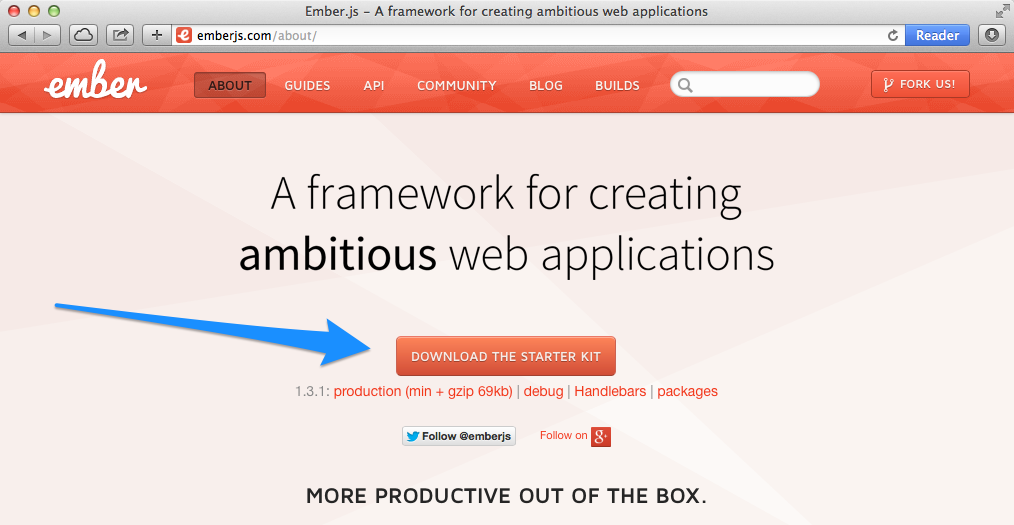 Ember.js – A framework for creating ambitious web applications
emberjs.com/about/
Reader
ember
ABOUT GUIDES API COMMUNITY BLOG BUILDS
FORK US!
A framework for creating
ambitious web applications
DOWNLOAD THE STARTER KIT
1.3.1: production (min + gzip 69kb) | debug | Handlebars | packages
Follow @emberjs Follow on g+
MORE PRODUCTIVE OUT OF THE BOX.